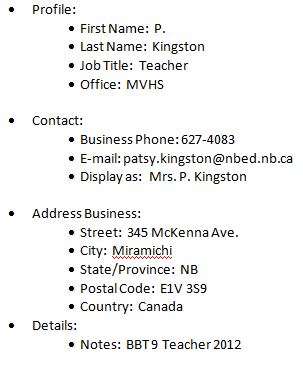 • Profile:
• First Name: P.
• Last Name: Kingston
• Job Title: Teacher
• Office: MVHS
• Contact:
• Business Phone: 627-4083
• E-mail: patsy.kingston@nbed.nb.ca
• Display as: Mrs. P. Kingston
• Address Business:
• Street: 345 McKenna Ave.
• City: Miramichi
• State/Province: NB
• Postal Code: E1V 3S9
• Country: Canada
• Details:
• Notes: BBT 9 Teacher 2012